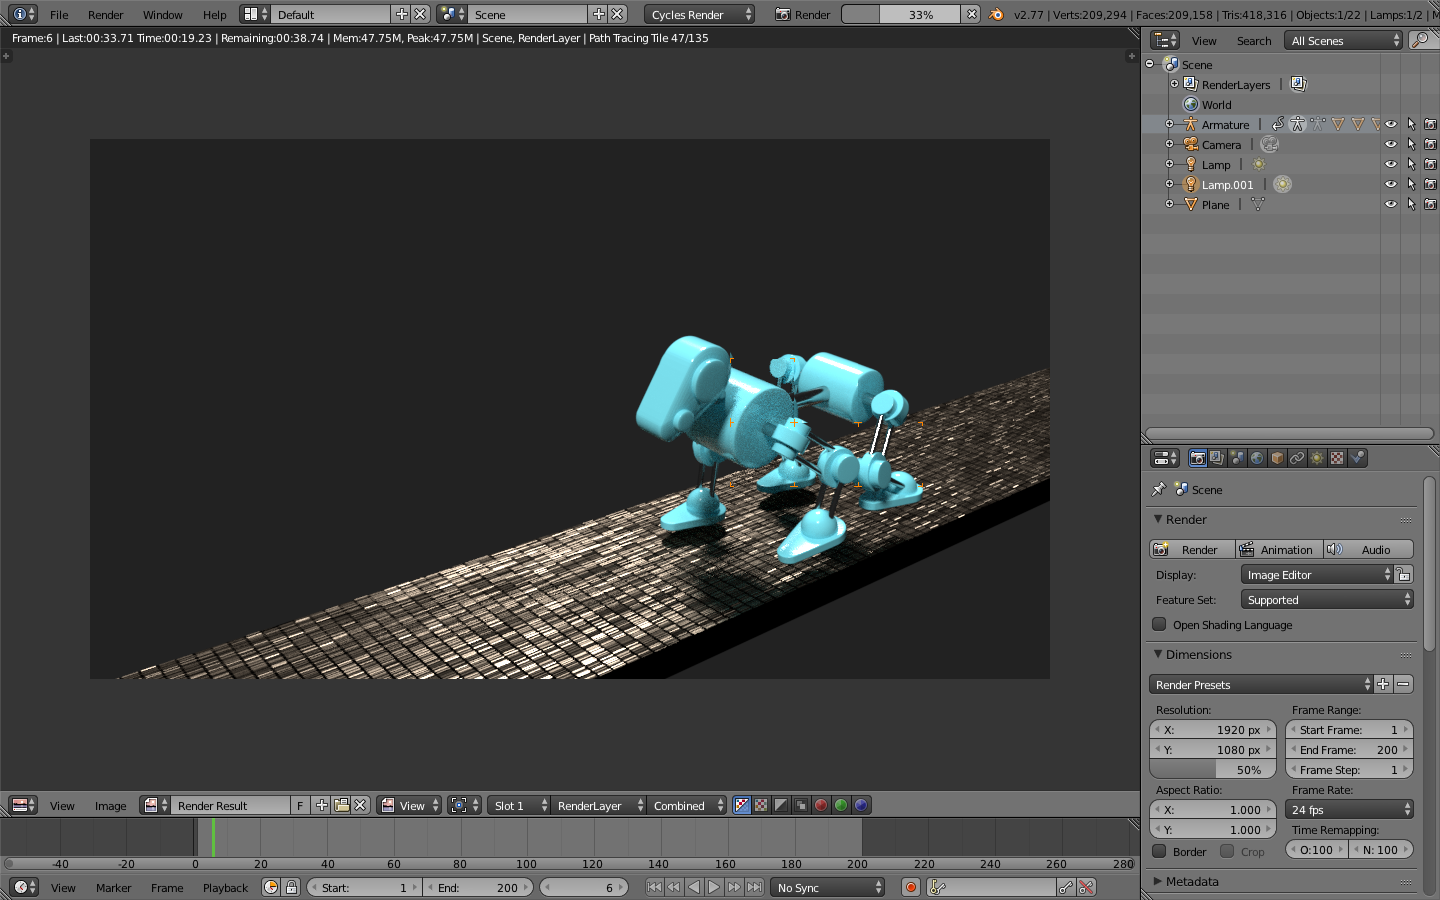 File Render Window Help Default Scene Cycles Render Render 33% v2.77 | Verts:209,294 | Faces:209,158 | Tris:418,316 | Objects:1/22 | Lamps:1/2 | M
Frame:6 | Last:00:33.71 Time:00:19.23 | Remaining:00:38.74 | Mem:47.75M, Peak:47.75M | Scene, RenderLayer | Path Tracing Tile 47/135
View Search All Scenes
Scene
RenderLayers |
World
Armature |
Camera |
Lamp |
Lamp.001 |
Plane |
Scene
Render
Render Animation Audio
Display: Image Editor
Feature Set: Supported
Open Shading Language
Dimensions
Render Presets
Resolution: Frame Range:
X: 1920 px Start Frame: 1
Y: 1080 px End Frame: 200
50% Frame Step: 1
Aspect Ratio: Frame Rate:
X: 1.000 24 fps
Y: 1.000 Time Remapping:
Border Crop O:100 N: 100
Metadata
View Image Render Result F View Slot 1 RenderLayer Combined
-40 -20 0 20 40 60 80 100 120 140 160 180 200 220 240 260 280
View Marker Frame Playback Start: 1 End: 200 6 No Sync